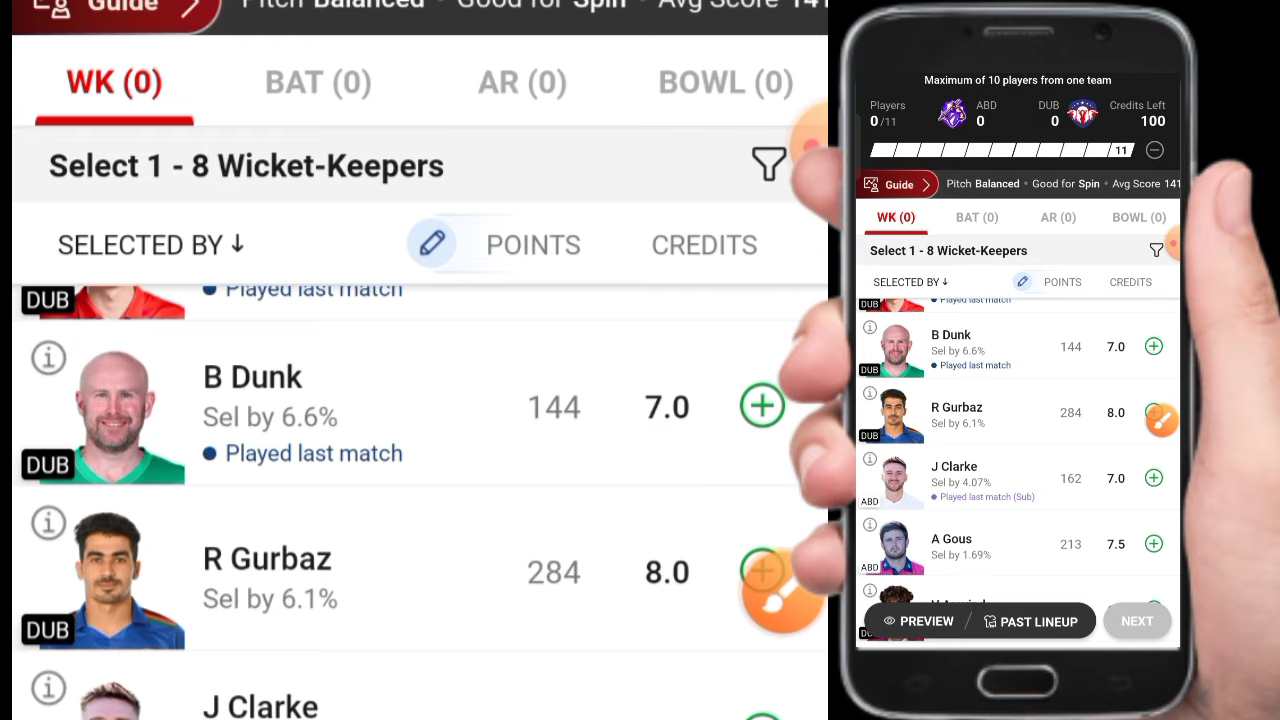 Guide
Pitch Balanced • Good for Spin • Avg Score 141
WK (0) BAT (0) AR (0) BOWL (0)
Select 1 - 8 Wicket-Keepers
SELECTED BY ↓ POINTS CREDITS
DUB
Played last match
B Dunk
Sel by 6.6%
144 7.0
Played last match
DUB
R Gurbaz
Sel by 6.1%
284 8.0
DUB
J Clarke
Maximum of 10 players from one team
Players ABD DUB Credits Left
0/11 0 0 100
11
Guide Pitch Balanced • Good for Spin • Avg Score 141
WK (0) BAT (0) AR (0) BOWL (0)
Select 1 - 8 Wicket-Keepers
SELECTED BY ↓ POINTS CREDITS
DUB
Played last match
B Dunk
Sel by 6.6%
144 7.0
Played last match
DUB
R Gurbaz
Sel by 6.1%
284 8.0
DUB
J Clarke
Sel by 4.07%
162 7.0
Played last match (Sub)
ABD
A Gous
Sel by 1.69%
213 7.5
ABD
PREVIEW PAST LINEUP NEXT